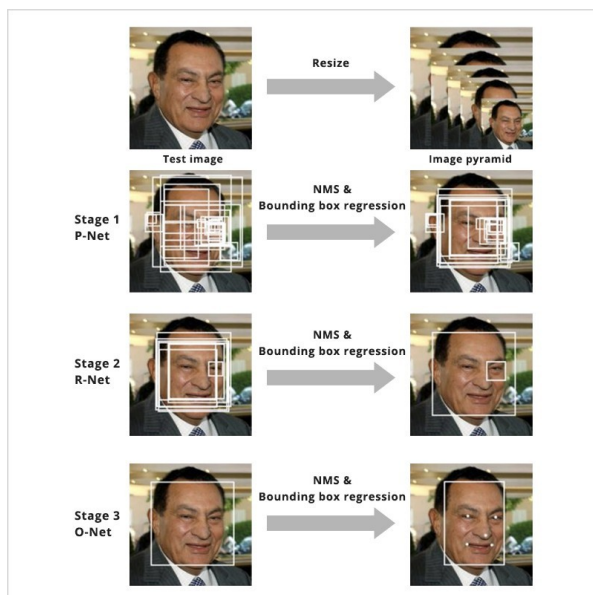 Resize
Test image
Image pyramid
Stage 1
P-Net
NMS &
Bounding box regression
Stage 2
R-Net
NMS &
Bounding box regression
Stage 3
O-Net
NMS &
Bounding box regression